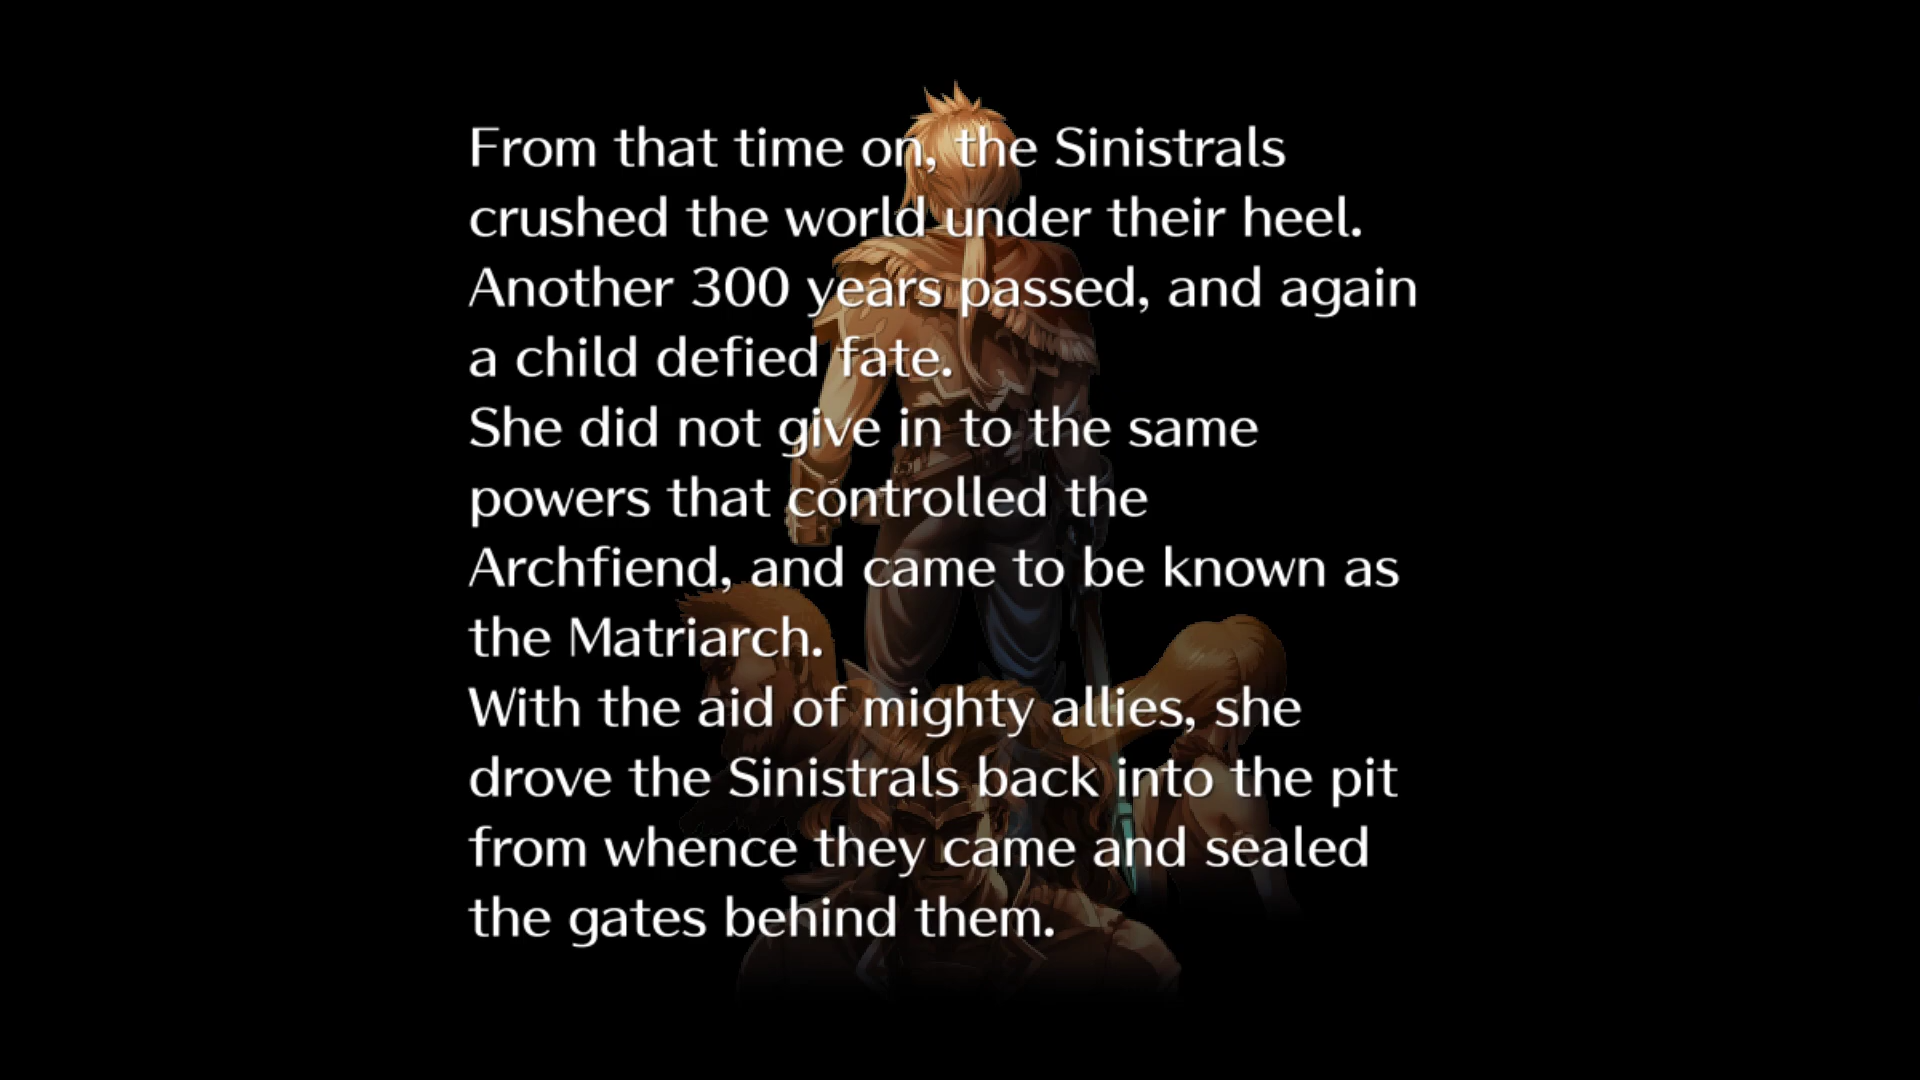 From that time on, the Sinistrals
crushed the world under their heel.
Another 300 years passed, and again
a child defied fate.
She did not give in to the same
powers that controlled the
Archfiend, and came to be known as
the Matriarch.
With the aid of mighty allies, she
drove the Sinistrals back into the pit
from whence they came and sealed
the gates behind them.